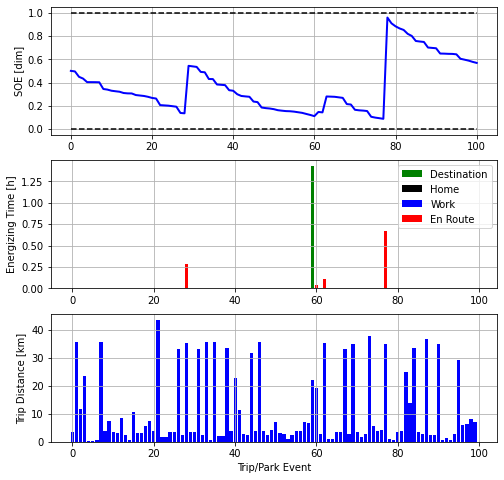 SOE [dim]
1.0
0.8
0.6
0.4
0.2
0.0
0 20 40 60 80 100
Energizing Time [h]
1.25
1.00
0.75
0.50
0.25
0.00
Destination
Home
Work
En Route
0 20 40 60 80 100
Trip Distance [km]
40
30
20
10
0
0 20 40 60 80 100
Trip/Park Event